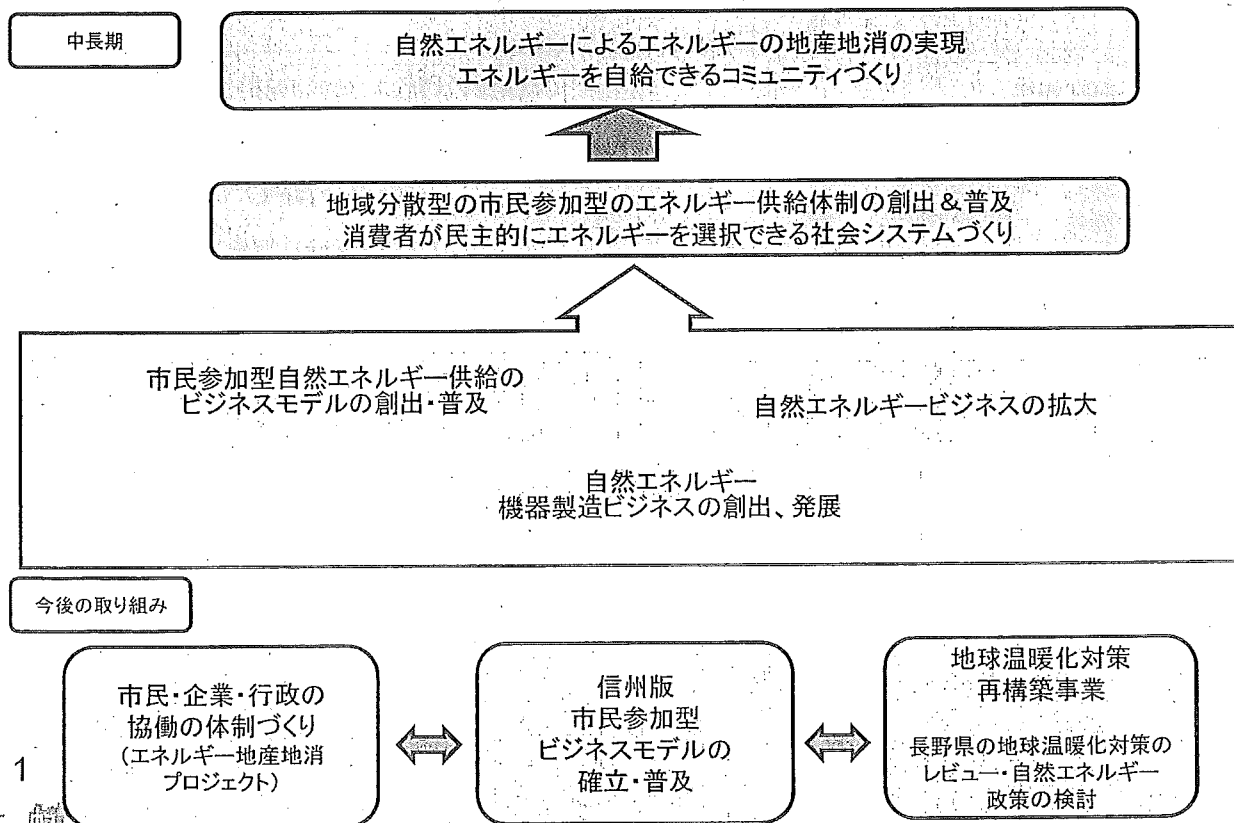 中長期
自然エネルギーによるエネルギーの地産地消の実現
エネルギーを自給できるコミュニティづくり
地域分散型の市民参加型のエネルギー供給体制の創出&普及
消費者が民主的にエネルギーを選択できる社会システムづくり
市民参加型自然エネルギー供給の
ビジネスモデルの創出・普及
自然エネルギービジネスの拡大
自然エネルギー
機器製造ビジネスの創出、発展
今後の取り組み
市民・企業・行政の
協働の体制づくり
(エネルギー地産地消
プロジェクト)
信州版
市民参加型
ビジネスモデルの
確立・普及
地球温暖化対策
再構築事業
長野県の地球温暖化対策の
レビュー・自然エネルギー
政策の検討
1